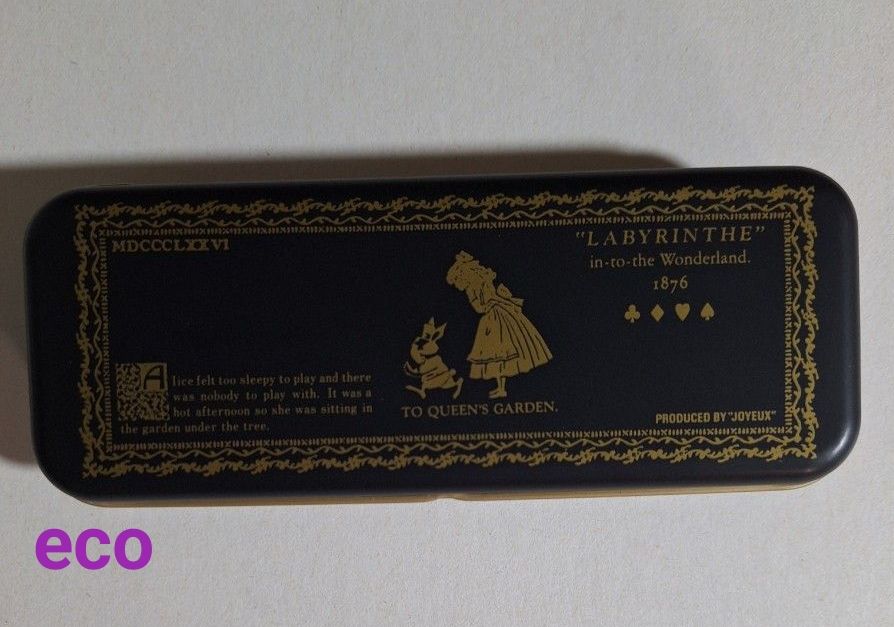 MDCCCLXXVI
"LABYRINTHE"
in-to-the Wonderland.
1876
Alice felt too sleepy to play and there
was nobody to play with. It was a
hot afternoon so she was sitting in
the garden under the tree.
TO QUEEN'S GARDEN.
PRODUCED BY "JOYEUX"
eco